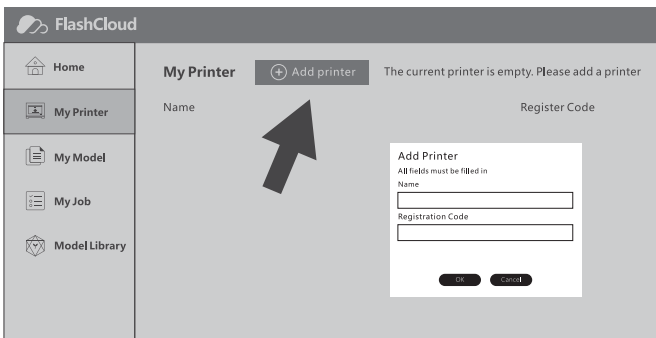 FlashCloud
Home
My Printer
My Model
My Job
Model Library
My Printer Add printer The current printer is empty. Please add a printer
Name Register Code
Add Printer
All fields must be filled in
Name
Registration Code
OK Cancel